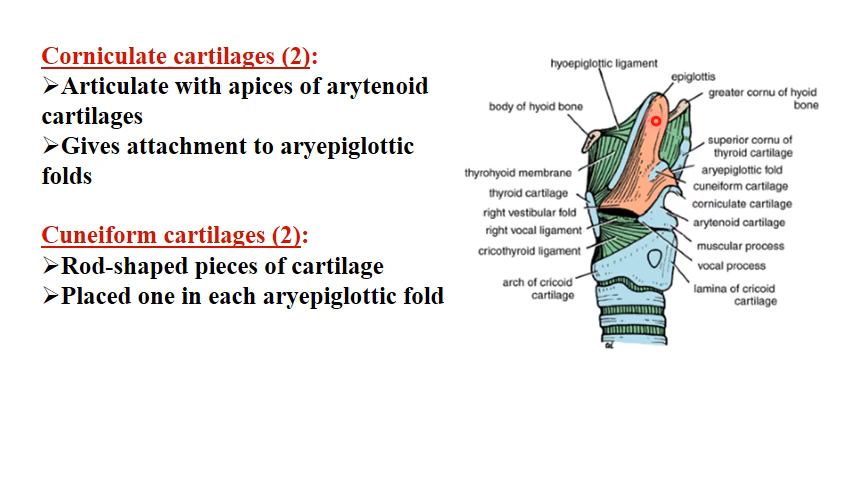 Corniculate cartilages (2):
➢Articulate with apices of arytenoid
cartilages
➢Gives attachment to aryepiglottic
folds
Cuneiform cartilages (2):
➢Rod-shaped pieces of cartilage
➢Placed one in each aryepiglottic fold
hyoepiglottic ligament
epiglottis
greater cornu of hyoid
bone
body of hyoid bone
superior cornu of
thyroid cartilage
thyrohyoid membrane
aryepiglottic fold
cuneiform cartilage
thyroid cartilage
corniculate cartilage
right vestibular fold
arytenoid cartilage
right vocal ligament
muscular process
cricothyroid ligament
vocal process
arch of cricoid
cartilage
lamina of cricoid
cartilage